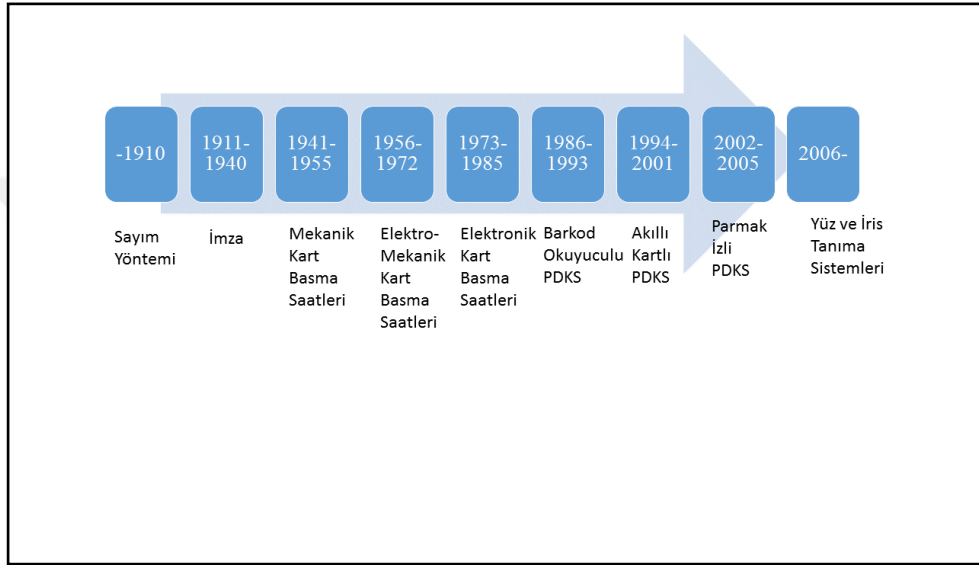 -1910
1911-
1940
1941-
1955
1956-
1972
1973-
1985
1986-
1993
1994-
2001
2002-
2005
2006-
Sayım
Yöntemi
İmza
Mekanik
Kart
Basma
Saatleri
Elektro-
Mekanik
Kart
Basma
Saatleri
Elektronik
Kart
Basma
Saatleri
Barkod
Okuyuculu
PDKS
Akıllı
Kartlı
PDKS
Parmak
İzli
PDKS
Yüz ve İris
Tanıma
Sistemleri